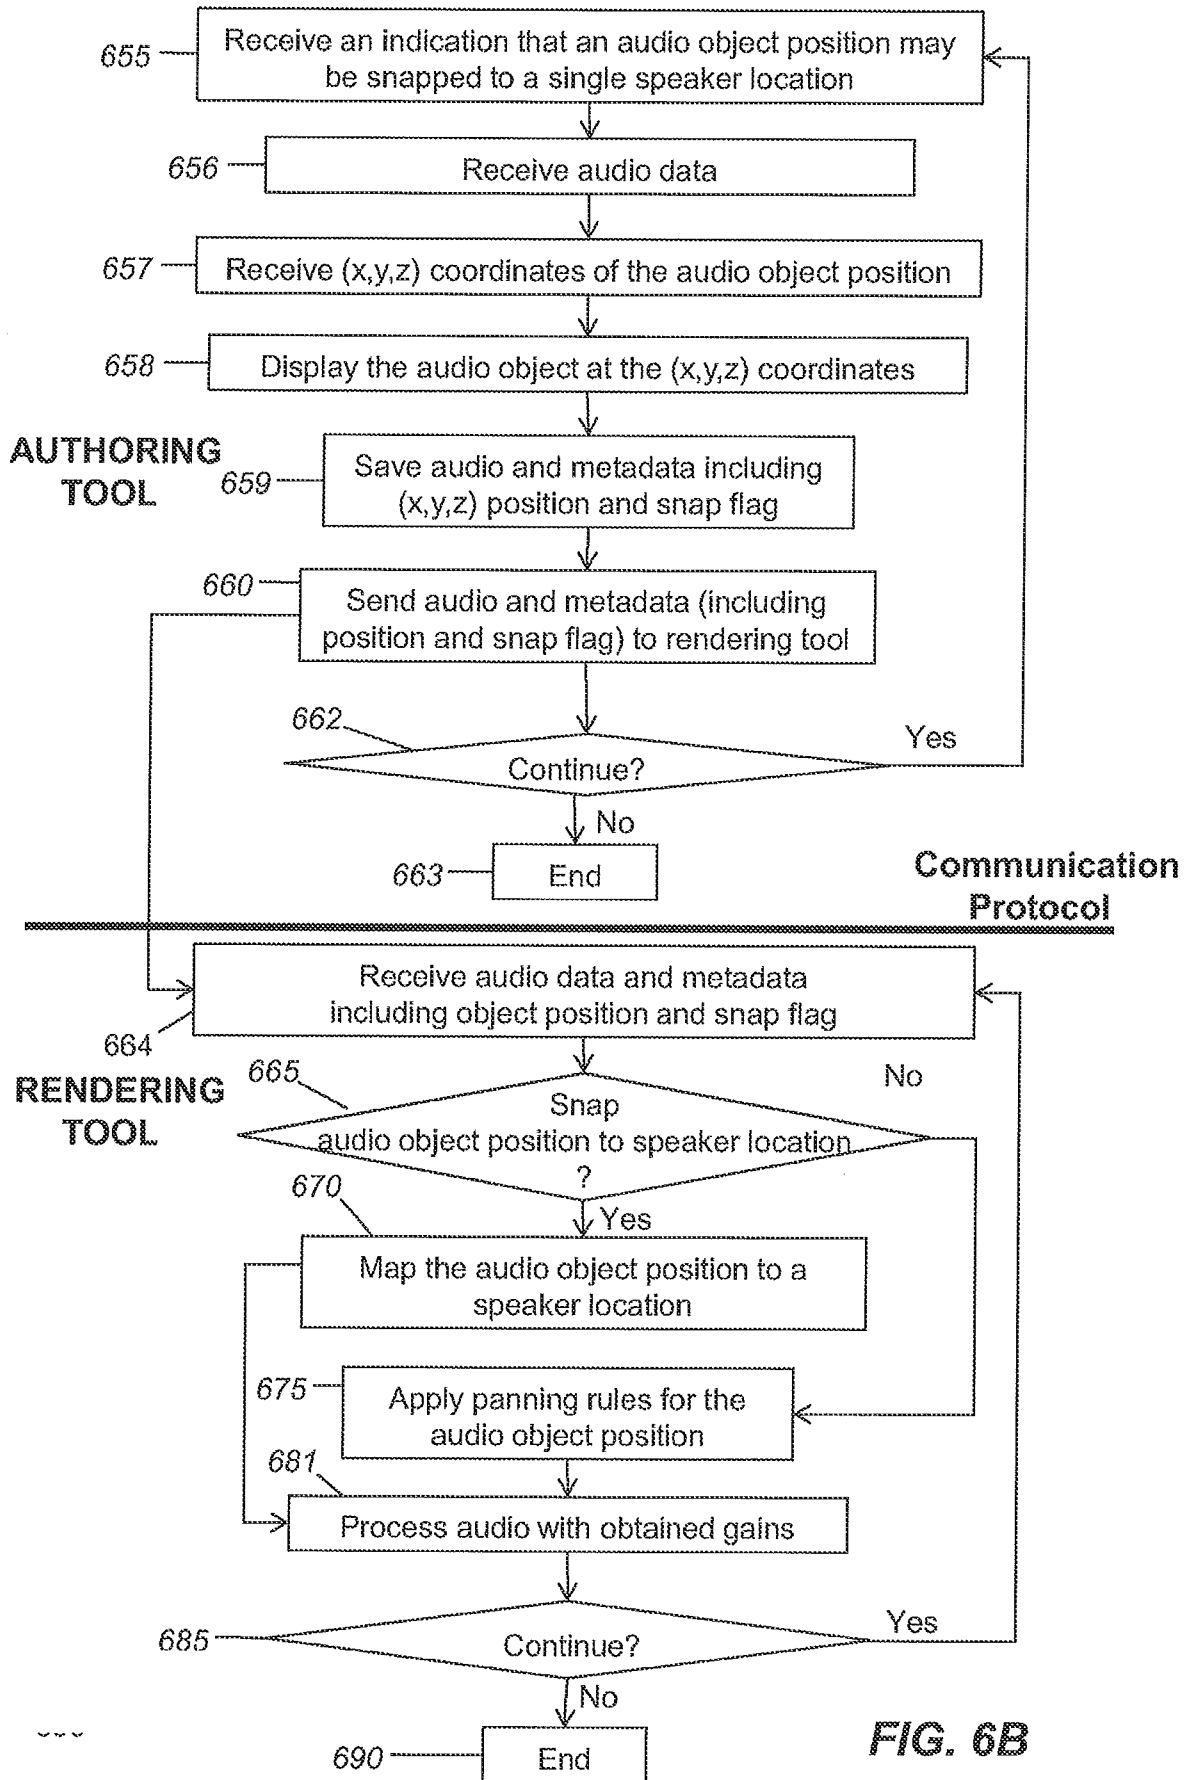 655
Receive an indication that an audio object position may
be snapped to a single speaker location
656
Receive audio data
657
Receive (x,y,z) coordinates of the audio object position
658
Display the audio object at the (x,y,z) coordinates
AUTHORING
TOOL
659
Save audio and metadata including
(x,y,z) position and snap flag
660
Send audio and metadata (including
position and snap flag) to rendering tool
662
Continue?
Yes
No
663
End
Communication
Protocol
Receive audio data and metadata
including object position and snap flag
664
RENDERING
TOOL
665
No
Snap
audio object position to speaker location
?
670
Yes
Map the audio object position to a
speaker location
675
Apply panning rules for the
audio object position
681
Process audio with obtained gains
685
Continue?
Yes
No
690
End
FIG. 6B